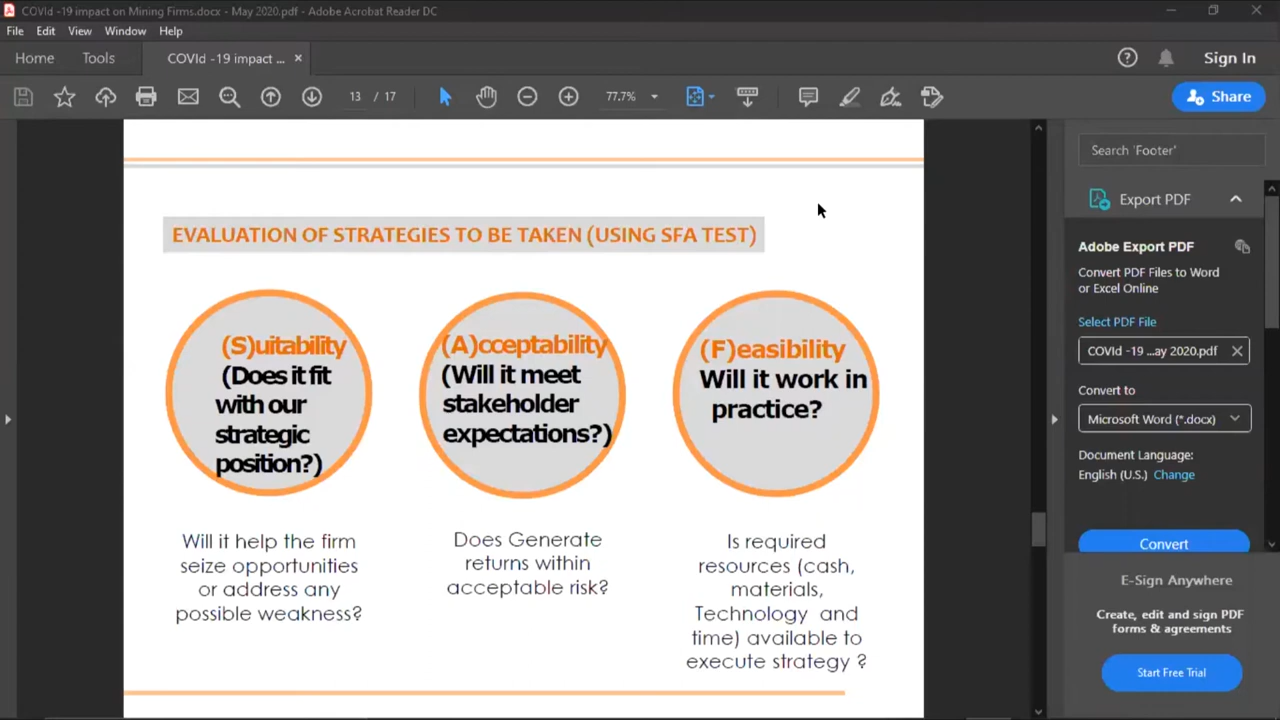 COVId -19 impact on Mining Firms.docx - May 2020.pdf - Adobe Acrobat Reader DC
File Edit View Window Help
Home Tools COVId -19 impact ... ×
Sign In
13 / 17
77.7%
Share
EVALUATION OF STRATEGIES TO BE TAKEN (USING SFA TEST)
(S)uitability
(Does it fit
with our
strategic
position?)
(A)cceptability
(Will it meet
stakeholder
expectations?)
(F)easibility
Will it work in
practice?
Will it help the firm
seize opportunities
or address any
possible weakness?
Does Generate
returns within
acceptable risk?
Is required
resources (cash,
materials,
Technology and
time) available to
execute strategy ?
Search 'Footer'
Export PDF
Adobe Export PDF
Convert PDF Files to Word
or Excel Online
Select PDF File
COVId -19 ...ay 2020.pdf
Convert to
Microsoft Word (*.docx)
Document Language:
English (U.S.) Change
Convert
E-Sign Anywhere
Create, edit and sign PDF
forms & agreements
Start Free Trial